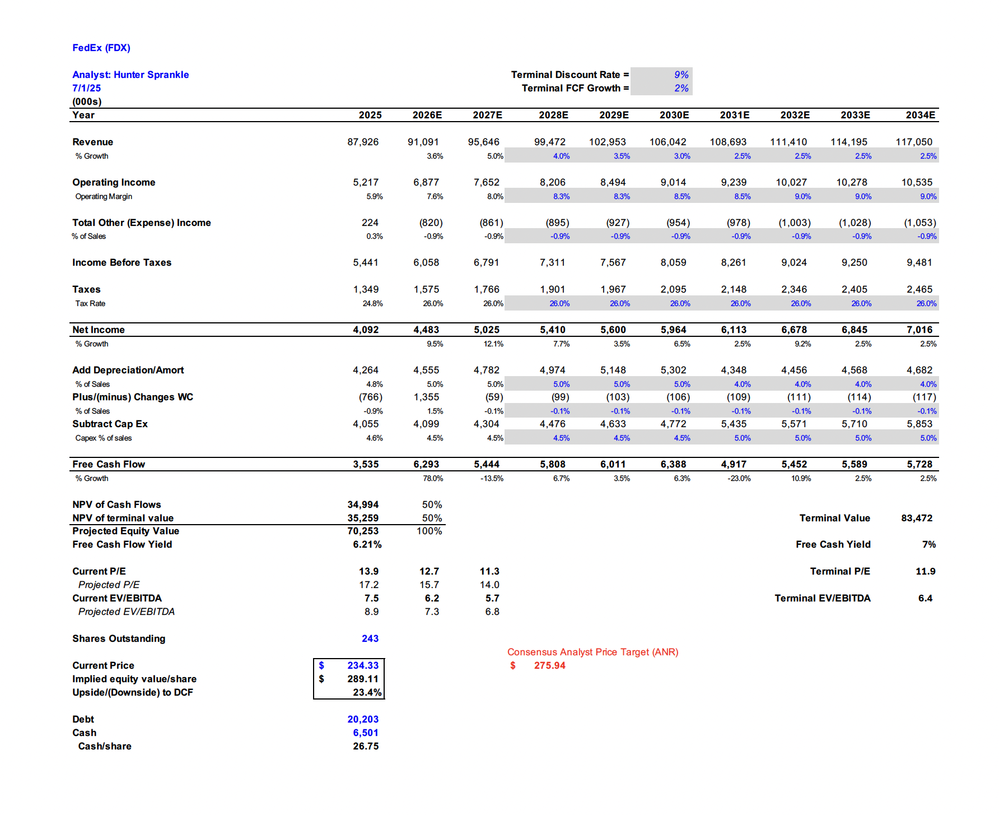 FedEx (FDX)
Analyst: Hunter Sprankle Terminal Discount Rate = 9%
7/1/25 Terminal FCF Growth = 2%
(000s)
Year 2025 2026E 2027E 2028E 2029E 2030E 2031E 2032E 2033E 2034E
Revenue 87,926 91,091 95,646 99,472 102,953 106,042 108,693 111,410 114,195 117,050
% Growth 3.6% 5.0% 4.0% 3.5% 3.0% 2.5% 2.5% 2.5% 2.5%
Operating Income 5,217 6,877 7,652 8,206 8,494 9,014 9,239 10,027 10,278 10,535
Operating Margin 5.9% 7.6% 8.0% 8.3% 8.3% 8.5% 8.5% 9.0% 9.0% 9.0%
Total Other (Expense) Income 224 (820) (861) (895) (927) (954) (978) (1,003) (1,028) (1,053)
% of Sales 0.3% -0.9% -0.9% -0.9% -0.9% -0.9% -0.9% -0.9% -0.9% -0.9%
Income Before Taxes 5,441 6,058 6,791 7,311 7,567 8,059 8,261 9,024 9,250 9,481
Taxes 1,349 1,575 1,766 1,901 1,967 2,095 2,148 2,346 2,405 2,465
Tax Rate 24.8% 26.0% 26.0% 26.0% 26.0% 26.0% 26.0% 26.0% 26.0% 26.0%
Net Income 4,092 4,483 5,025 5,410 5,600 5,964 6,113 6,678 6,845 7,016
% Growth 9.5% 12.1% 7.7% 3.5% 6.5% 2.5% 9.2% 2.5% 2.5%
Add Depreciation/Amort 4,264 4,555 4,782 4,974 5,148 5,302 4,348 4,456 4,568 4,682
% of Sales 4.8% 5.0% 5.0% 5.0% 5.0% 5.0% 4.0% 4.0% 4.0% 4.0%
Plus/(minus) Changes WC (766) 1,355 (59) (99) (103) (106) (109) (111) (114) (117)
% of Sales -0.9% 1.5% -0.1% -0.1% -0.1% -0.1% -0.1% -0.1% -0.1% -0.1%
Subtract Cap Ex 4,055 4,099 4,304 4,476 4,633 4,772 5,435 5,571 5,710 5,853
Capex % of sales 4.6% 4.5% 4.5% 4.5% 4.5% 4.5% 5.0% 5.0% 5.0% 5.0%
Free Cash Flow 3,535 6,293 5,444 5,808 6,011 6,388 4,917 5,452 5,589 5,728
% Growth 78.0% -13.5% 6.7% 3.5% 6.3% -23.0% 10.9% 2.5% 2.5%
NPV of Cash Flows 34,994 50%
NPV of terminal value 35,259 50% Terminal Value 83,472
Projected Equity Value 70,253 100%
Free Cash Flow Yield 6.21% Free Cash Yield 7%
Current P/E 13.9 12.7 11.3 Terminal P/E 11.9
Projected P/E 17.2 15.7 14.0
Current EV/EBITDA 7.5 6.2 5.7 Terminal EV/EBITDA 6.4
Projected EV/EBITDA 8.9 7.3 6.8
Shares Outstanding 243
Consensus Analyst Price Target (ANR)
Current Price $ 234.33 $ 275.94
Implied equity value/share $ 289.11
Upside/(Downside) to DCF 23.4%
Debt 20,203
Cash 6,501
Cash/share 26.75